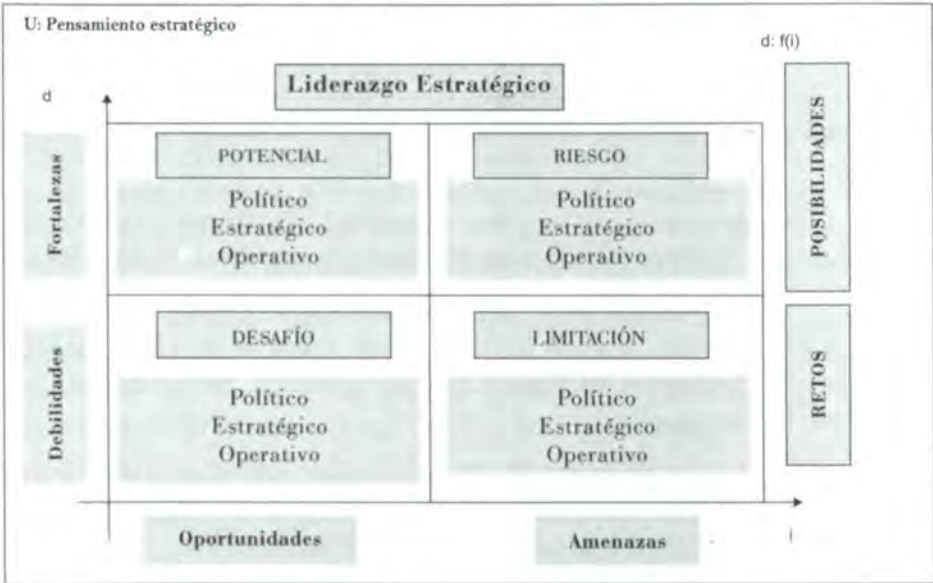 U: Pensamiento estratégico
d: f(i)
Liderazgo Estratégico
d
Fortalezas
POTENCIAL
Político
Estratégico
Operativo
RIESGO
Político
Estratégico
Operativo
POSIBILIDADES
Debilidades
DESAFÍO
Político
Estratégico
Operativo
LIMITACIÓN
Político
Estratégico
Operativo
RETOS
Oportunidades
Amenazas
i